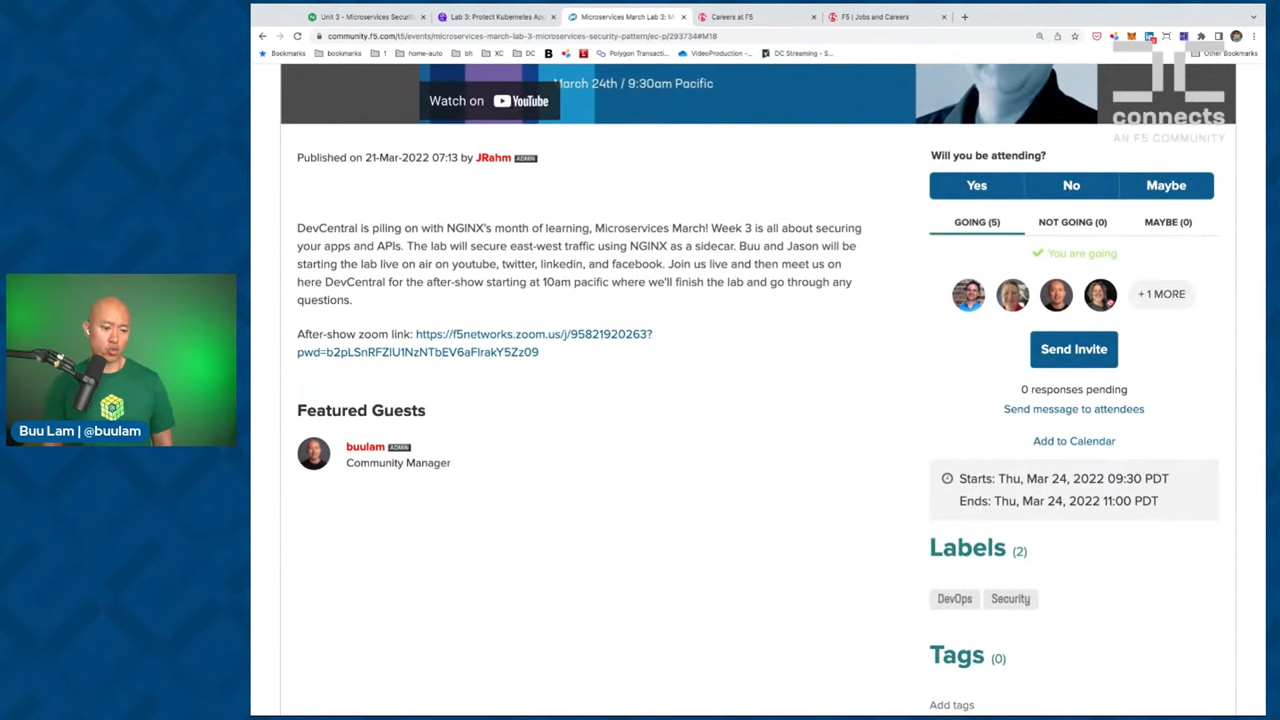 Unit 3 - Microservices Securit
Lab 3: Protect Kubernetes Ap
Microservices March Lab 3: M
Careers at F5
F5 | Jobs and Careers
community.f5.com/t5/events/microservices-march-lab-3-microservices-security-pattern/ec-p/293734#M18
Bookmarks
bookmarks
1
home-auto
bh
XC
DC
Polygon Transacti...
VideoProduction -...
DC Streaming - S...
Other Bookmarks
March 24th / 9:30am Pacific
Watch on YouTube
connects
AN F5 COMMUNITY
Published on 21-Mar-2022 07:13 by JRahm ADMIN
DevCentral is piling on with NGINX's month of learning, Microservices March! Week 3 is all about securing
your apps and APIs. The lab will secure east-west traffic using NGINX as a sidecar. Buu and Jason will be
starting the lab live on air on youtube, twitter, linkedin, and facebook. Join us live and then meet us on
here DevCentral for the after-show starting at 10am pacific where we'll finish the lab and go through any
questions.
After-show zoom link: https://f5networks.zoom.us/j/95821920263?
pwd=b2pLSnRFZlU1NzNTbEV6aFlrakY5Zz09
Featured Guests
buulam ADMIN
Community Manager
Will you be attending?
Yes
No
Maybe
GOING (5)
NOT GOING (0)
MAYBE (0)
You are going
+ 1 MORE
Send Invite
0 responses pending
Send message to attendees
Add to Calendar
Starts: Thu, Mar 24, 2022 09:30 PDT
Ends: Thu, Mar 24, 2022 11:00 PDT
Labels (2)
DevOps
Security
Tags (0)
Add tags
Buu Lam | @buulam